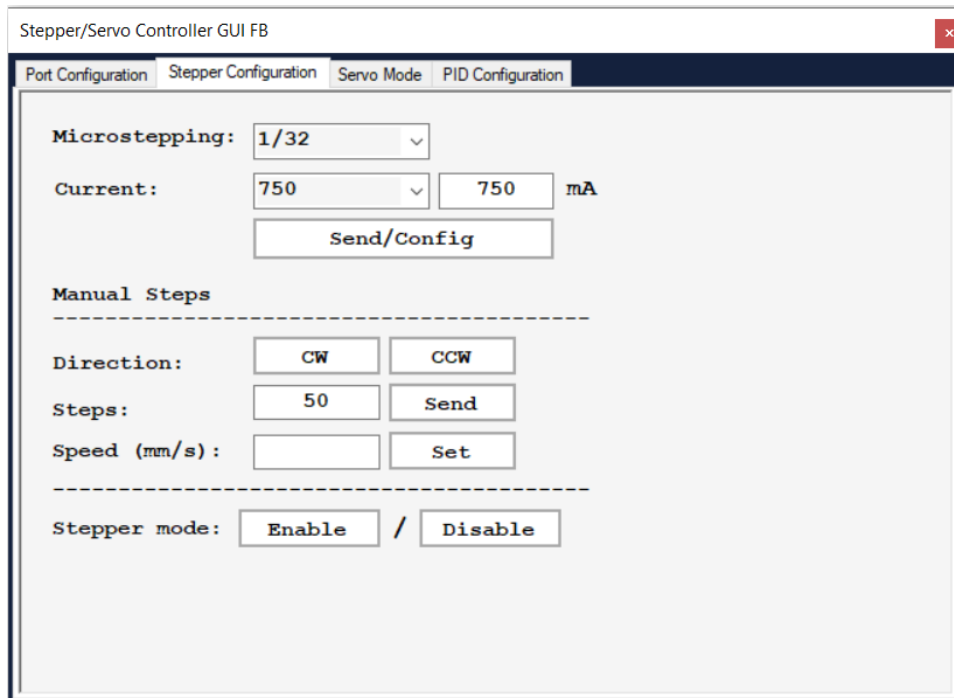 Stepper/Servo Controller GUI FB
Port Configuration Stepper Configuration Servo Mode PID Configuration
Microstepping: 1/32
Current: 750 750 mA
Send/Config
Manual Steps
-----------------------------------------
Direction: CW CCW
Steps: 50 Send
Speed (mm/s): Set
-----------------------------------------
Stepper mode: Enable / Disable